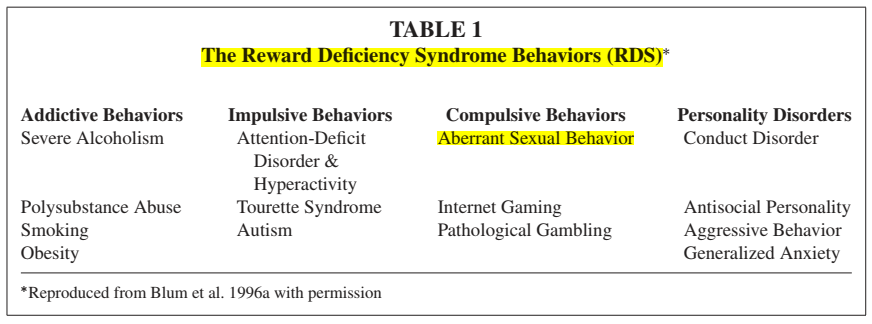 TABLE 1
The Reward Deficiency Syndrome Behaviors (RDS)*
Addictive Behaviors Impulsive Behaviors Compulsive Behaviors Personality Disorders
Severe Alcoholism Attention-Deficit Aberrant Sexual Behavior Conduct Disorder
Disorder &
Hyperactivity
Polysubstance Abuse Tourette Syndrome Internet Gaming Antisocial Personality
Smoking Autism Pathological Gambling Aggressive Behavior
Obesity Generalized Anxiety
*Reproduced from Blum et al. 1996a with permission